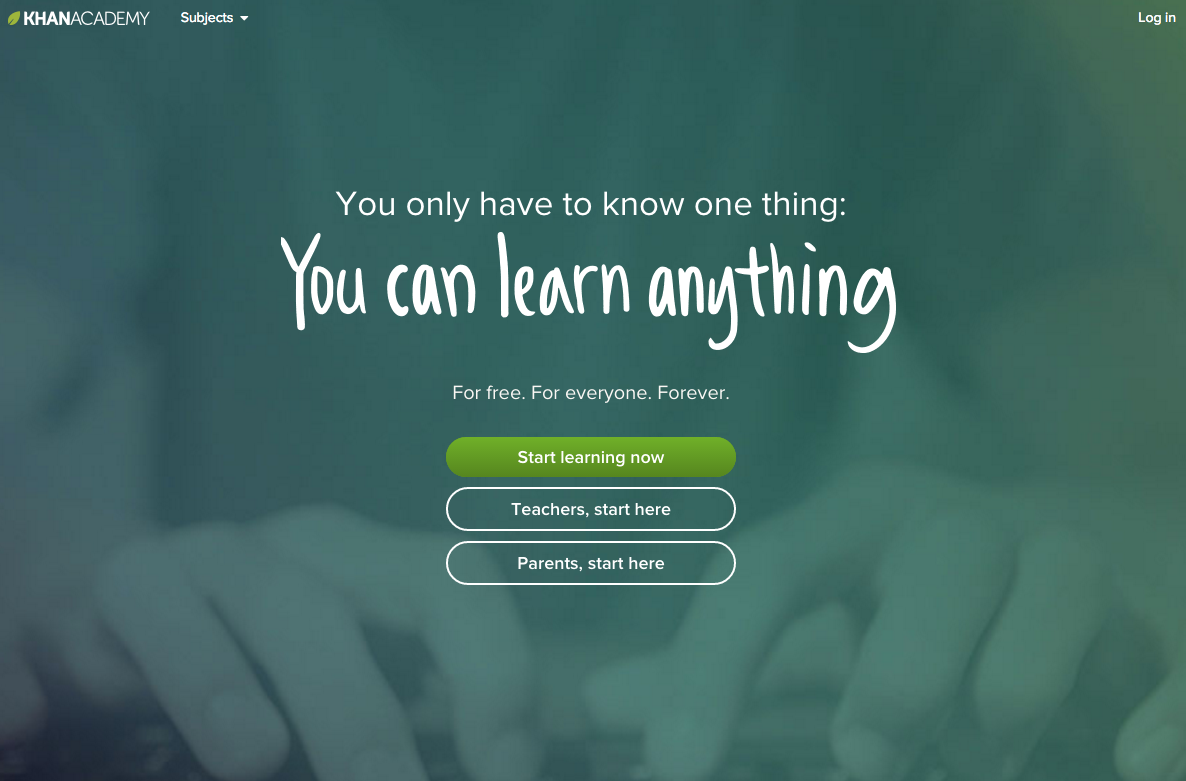 KHANACADEMY Subjects Log in
You only have to know one thing:
You can learn anything
For free. For everyone. Forever.
Start learning now
Teachers, start here
Parents, start here